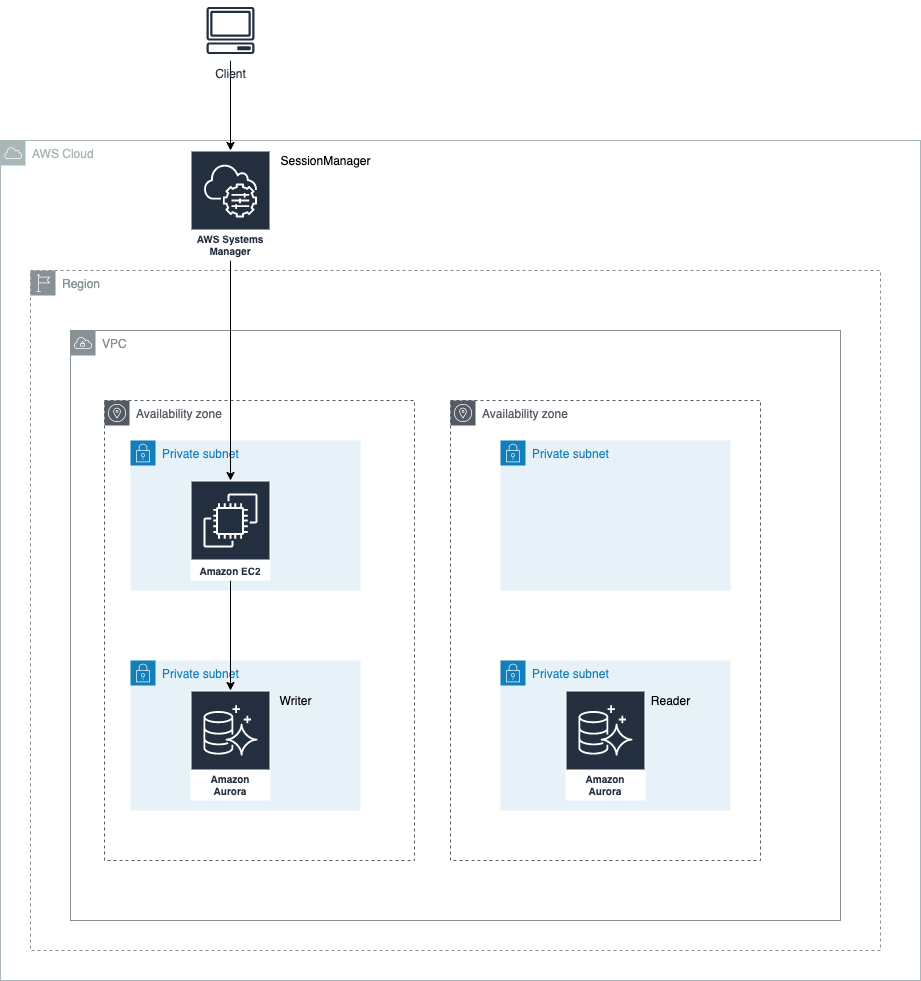 Client
AWS Cloud
SessionManager
AWS Systems
Manager
Region
VPC
Availability zone
Availability zone
Private subnet
Private subnet
Amazon EC2
Private subnet
Private subnet
Writer
Reader
Amazon
Aurora
Amazon
Aurora